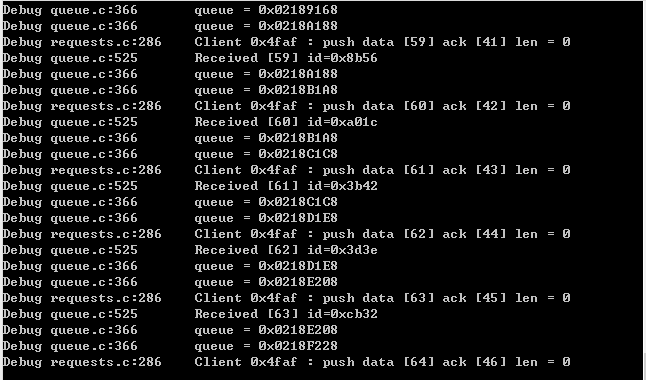 Debug queue.c:366 queue = 0x02189168
Debug queue.c:366 queue = 0x0218A188
Debug requests.c:286 Client 0x4faf : push data [59] ack [41] len = 0
Debug queue.c:525 Received [59] id=0x8b56
Debug queue.c:366 queue = 0x0218A188
Debug queue.c:366 queue = 0x0218B1A8
Debug requests.c:286 Client 0x4faf : push data [60] ack [42] len = 0
Debug queue.c:525 Received [60] id=0xa01c
Debug queue.c:366 queue = 0x0218B1A8
Debug queue.c:366 queue = 0x0218C1C8
Debug requests.c:286 Client 0x4faf : push data [61] ack [43] len = 0
Debug queue.c:525 Received [61] id=0x3b42
Debug queue.c:366 queue = 0x0218C1C8
Debug queue.c:366 queue = 0x0218D1E8
Debug requests.c:286 Client 0x4faf : push data [62] ack [44] len = 0
Debug queue.c:525 Received [62] id=0x3d3e
Debug queue.c:366 queue = 0x0218D1E8
Debug queue.c:366 queue = 0x0218E208
Debug requests.c:286 Client 0x4faf : push data [63] ack [45] len = 0
Debug queue.c:525 Received [63] id=0xcb32
Debug queue.c:366 queue = 0x0218E208
Debug queue.c:366 queue = 0x0218F228
Debug requests.c:286 Client 0x4faf : push data [64] ack [46] len = 0